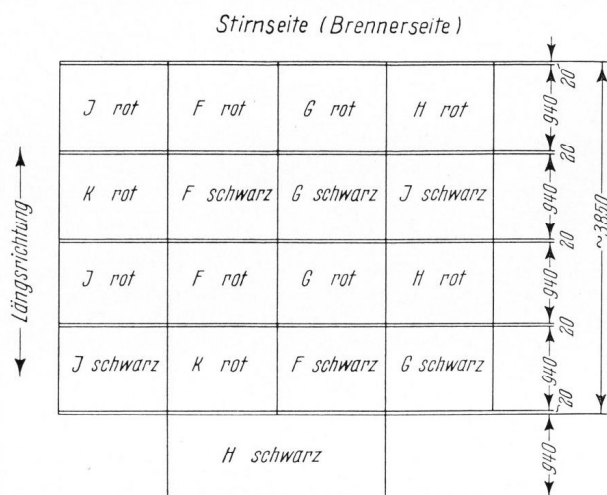 Stirnseite (Brennerseite)
20
J rot F rot G rot H rot
940
20
K rot F schwarz G schwarz J schwarz
940
Längsrichtung
~3850
20
J rot F rot G rot H rot
940
20
J schwarz K rot F schwarz G schwarz
940
20
H schwarz
940